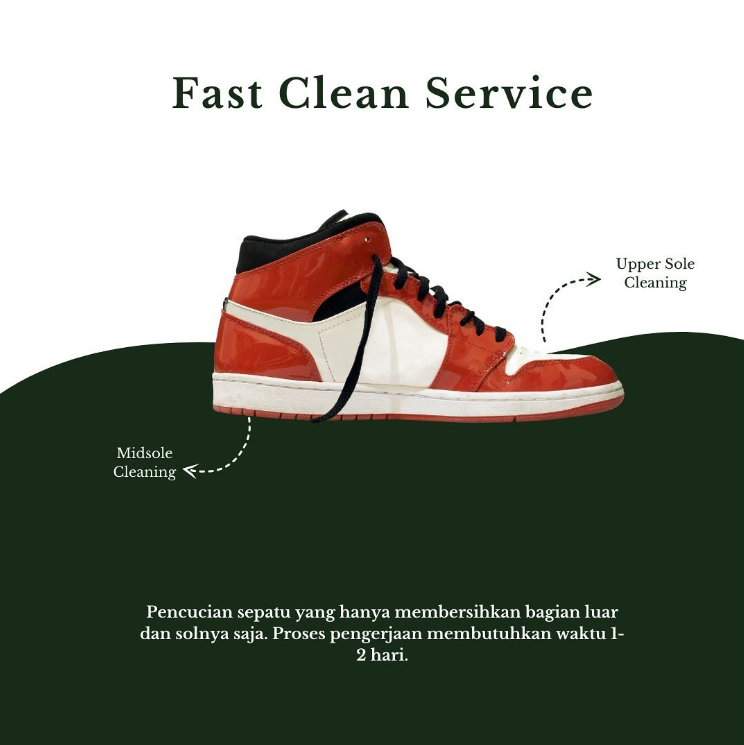 Fast Clean Service
Upper Sole
Cleaning
Midsole
Cleaning
Pencucian sepatu yang hanya membersihkan bagian luar
dan solnya saja. Proses pengerjaan membutuhkan waktu 1-
2 hari.